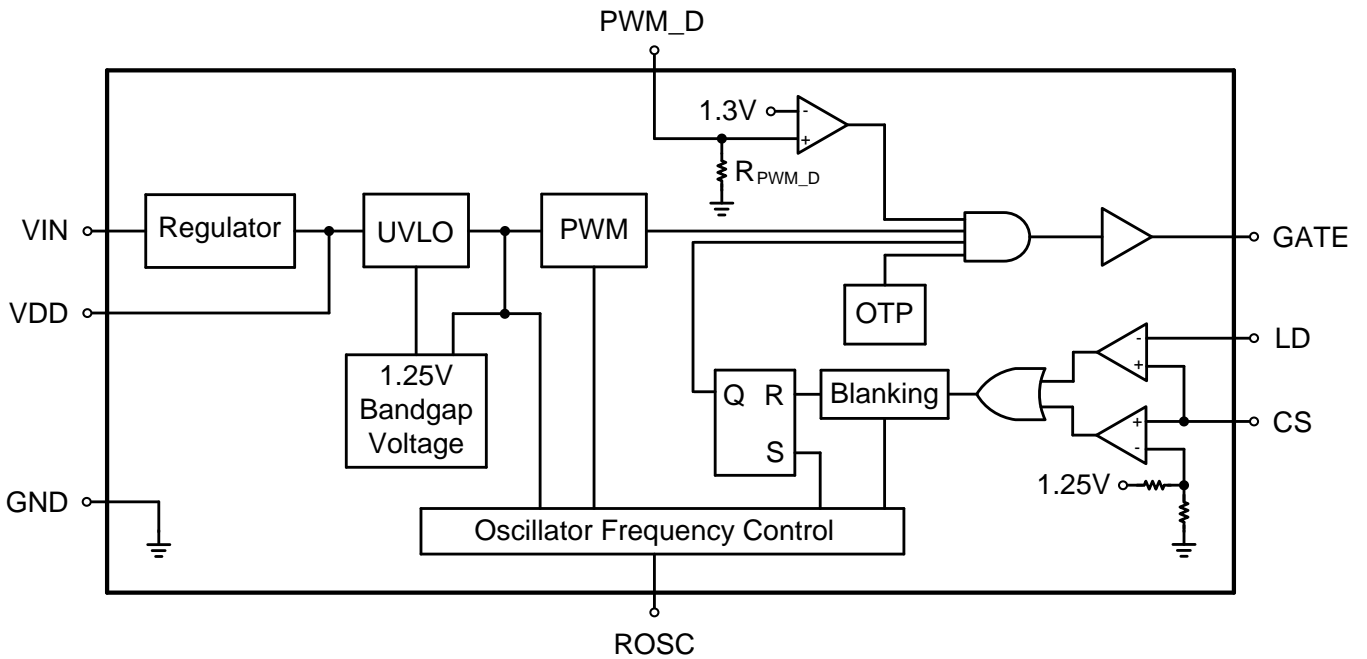 PWM_D
1.3V
-
+
R PWM_D
VIN
Regulator
UVLO
PWM
GATE
VDD
OTP
LD
-
+
1.25V
Bandgap
Voltage
Q
R
S
Blanking
+
-
CS
1.25V
GND
Oscillator Frequency Control
ROSC